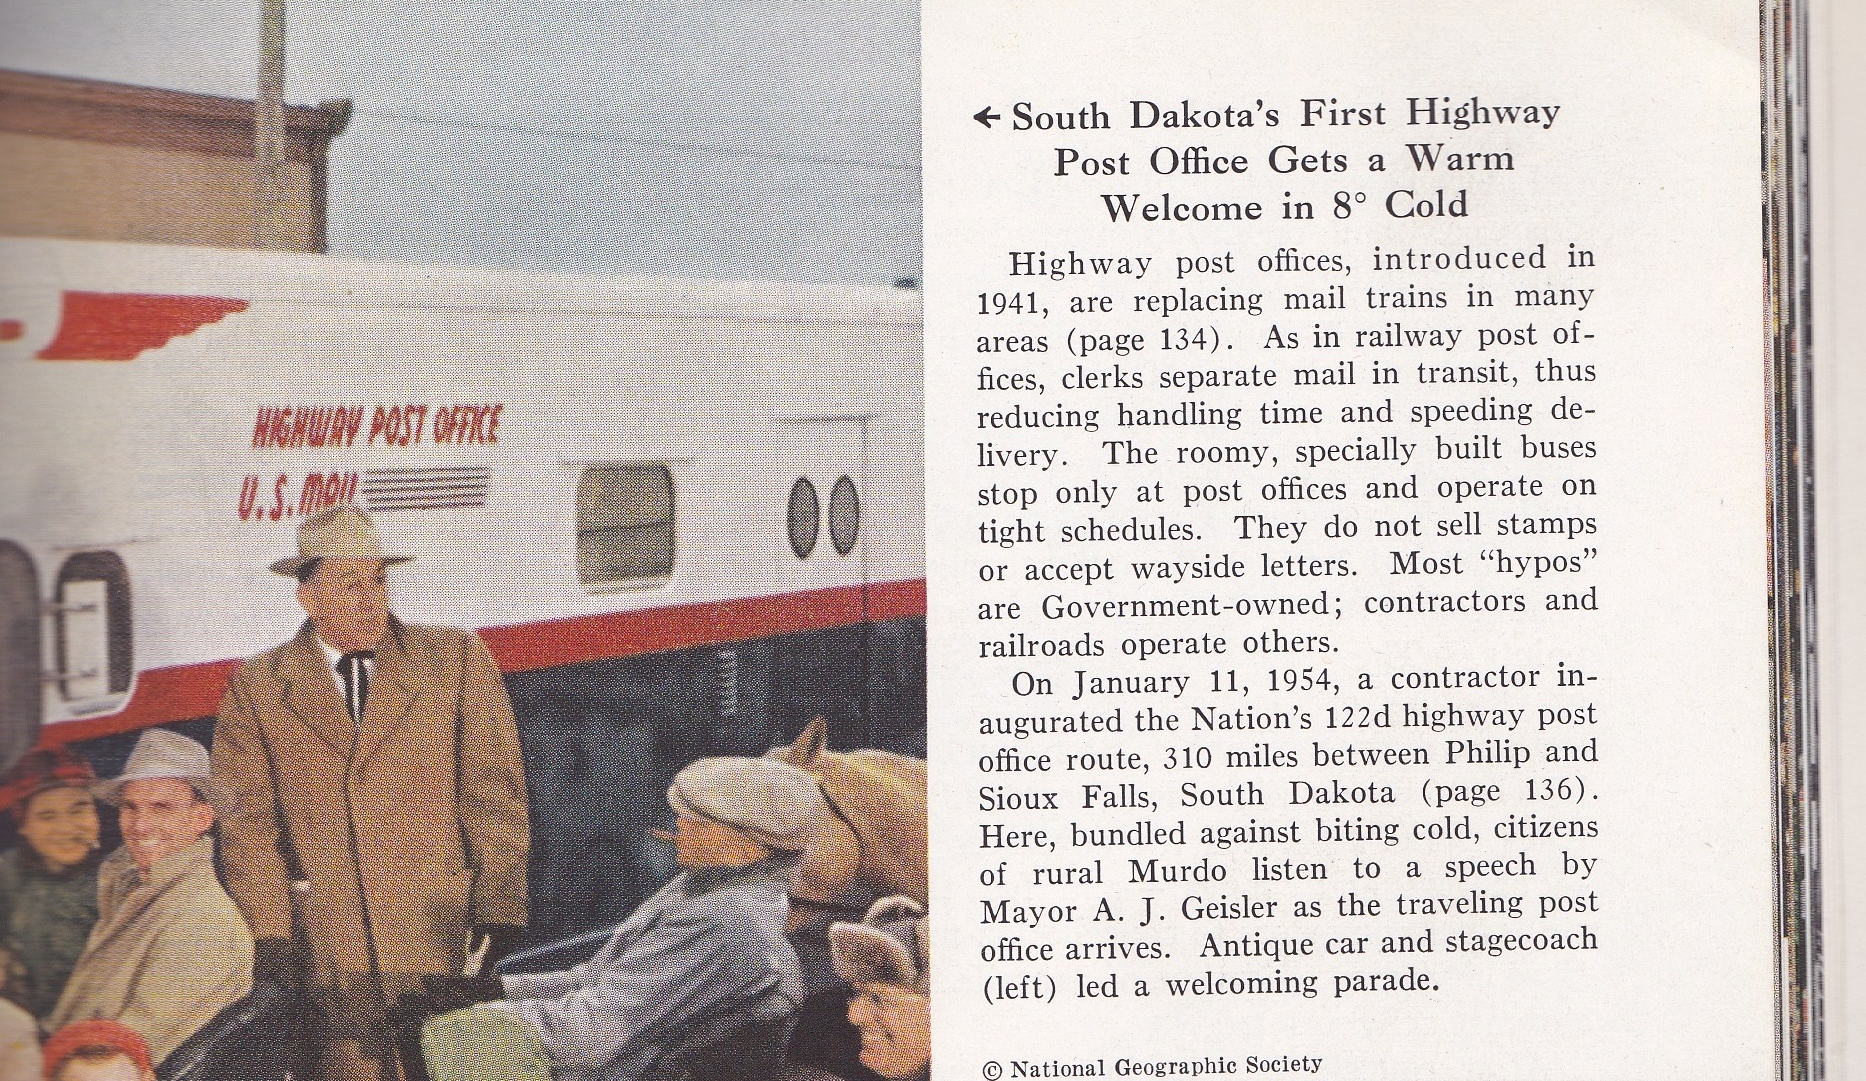 HIGHWAY POST OFFICE
U.S. MAIL
← South Dakota's First Highway
Post Office Gets a Warm
Welcome in 8° Cold
Highway post offices, introduced in
1941, are replacing mail trains in many
areas (page 134). As in railway post of-
fices, clerks separate mail in transit, thus
reducing handling time and speeding de-
livery. The roomy, specially built buses
stop only at post offices and operate on
tight schedules. They do not sell stamps
or accept wayside letters. Most “hypos”
are Government-owned; contractors and
railroads operate others.
On January 11, 1954, a contractor in-
augurated the Nation's 122d highway post
office route, 310 miles between Philip and
Sioux Falls, South Dakota (page 136).
Here, bundled against biting cold, citizens
of rural Murdo listen to a speech by
Mayor A. J. Geisler as the traveling post
office arrives. Antique car and stagecoach
(left) led a welcoming parade.
© National Geographic Society